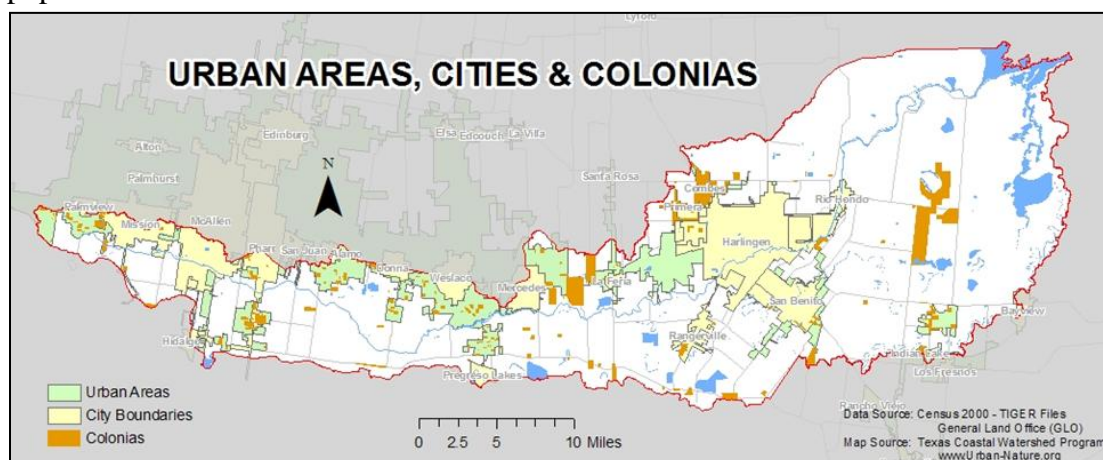 Lyford
URBAN AREAS, CITIES & COLONIAS
Edinburg
Elsa
Edcouch
La Villa
Alton
N
Santa Rosa
Combes
Palmhurst
Primera
Rio Hondo
Palmview
Mission
McAllen
Harlingen
Pharr
San Juan
Alamo
Donna
Weslaco
Mercedes
La Feria
San Benito
Bayview
Hidalgo
Rangerville
Indian Lake
Progreso Lakes
Los Fresnos
Urban Areas
City Boundaries
Colonias
0 2.5 5 10 Miles
Rancho Viejo
Data Source: Census 2000 - TIGER Files
General Land Office (GLO)
Map Source: Texas Coastal Watershed Program
www.Urban-Nature.org